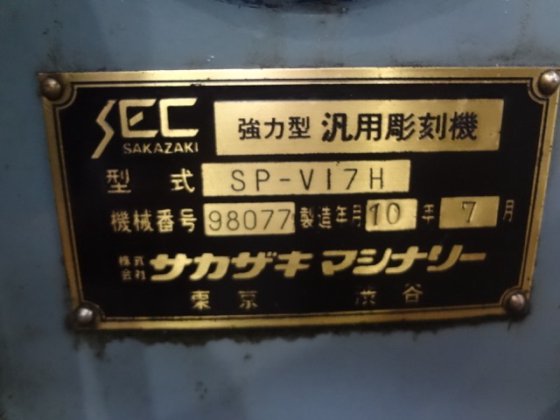 SEC
SAKAZAKI
強力型 汎用彫刻機
型 式 SP-V17H
機械番号 98077 製造年月 10 年 7 月
株式会社 サカザキマシナリー
東京 渋谷